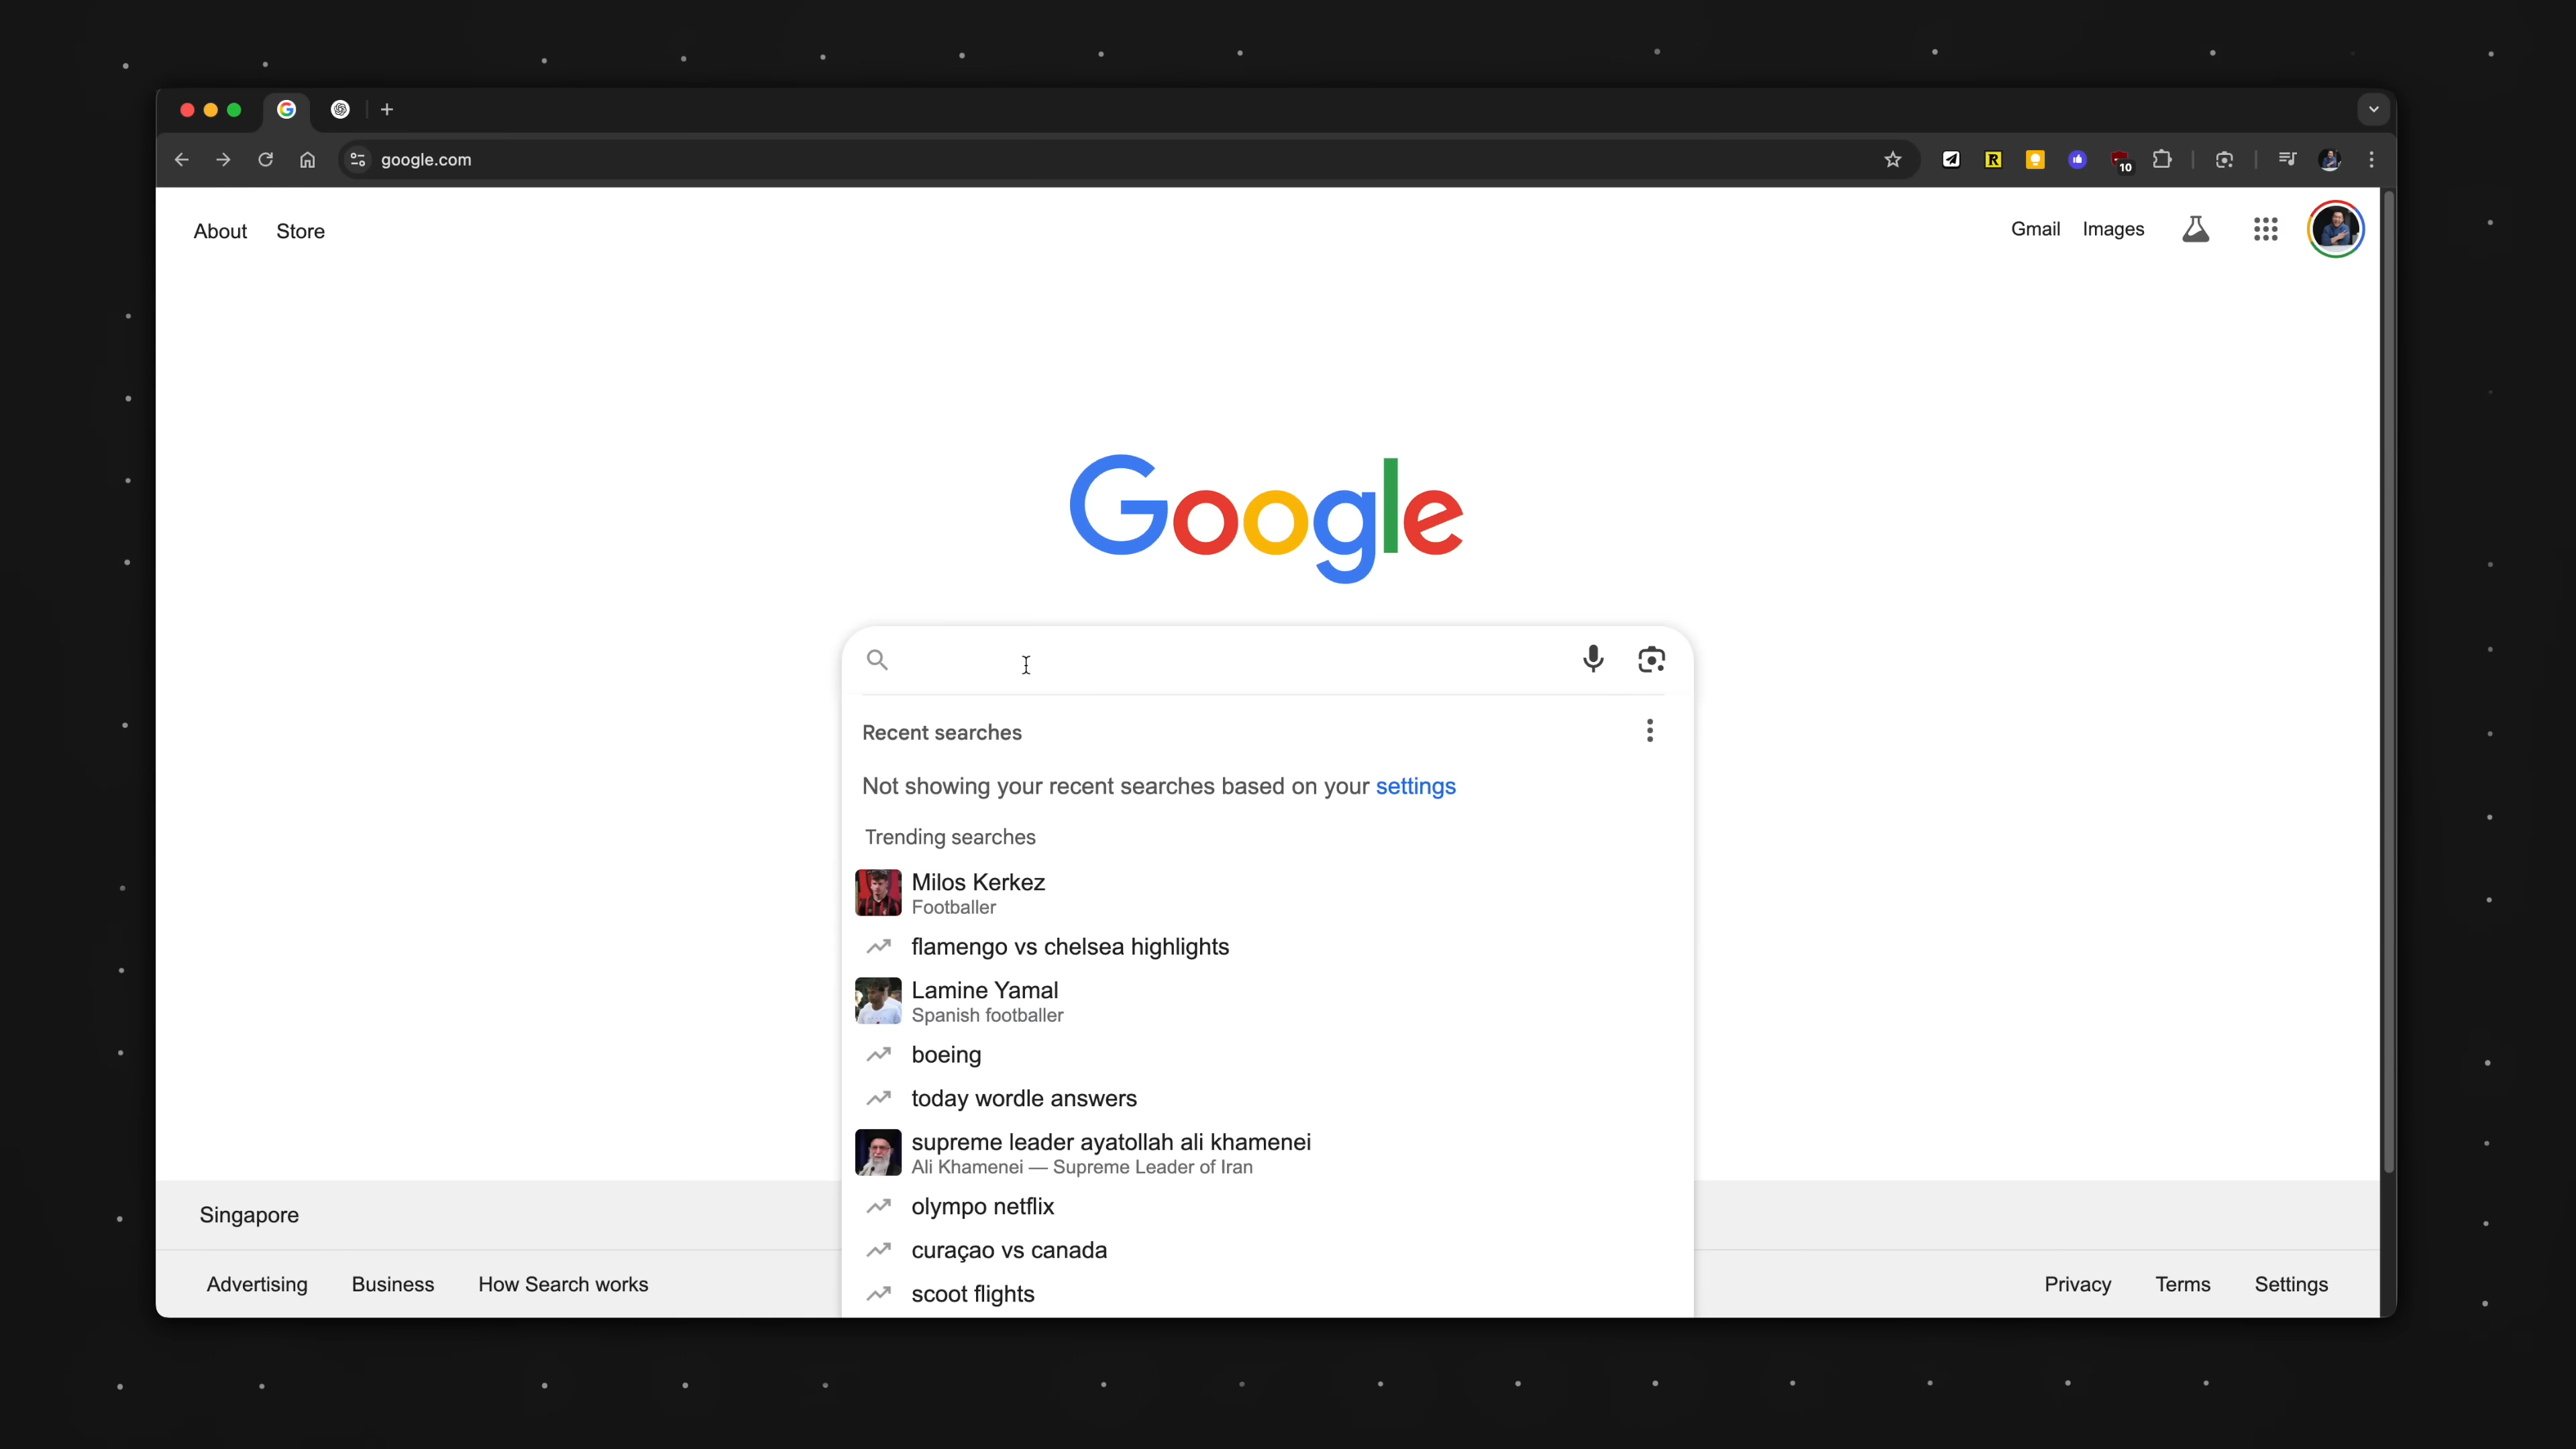 google.com
10
About Store
Gmail Images
Google
Recent searches
Not showing your recent searches based on your settings
Trending searches
Milos Kerkez
Footballer
flamengo vs chelsea highlights
Lamine Yamal
Spanish footballer
boeing
today wordle answers
supreme leader ayatollah ali khamenei
Ali Khamenei — Supreme Leader of Iran
olympo netflix
curaçao vs canada
scoot flights
Singapore
Advertising Business How Search works
Privacy Terms Settings